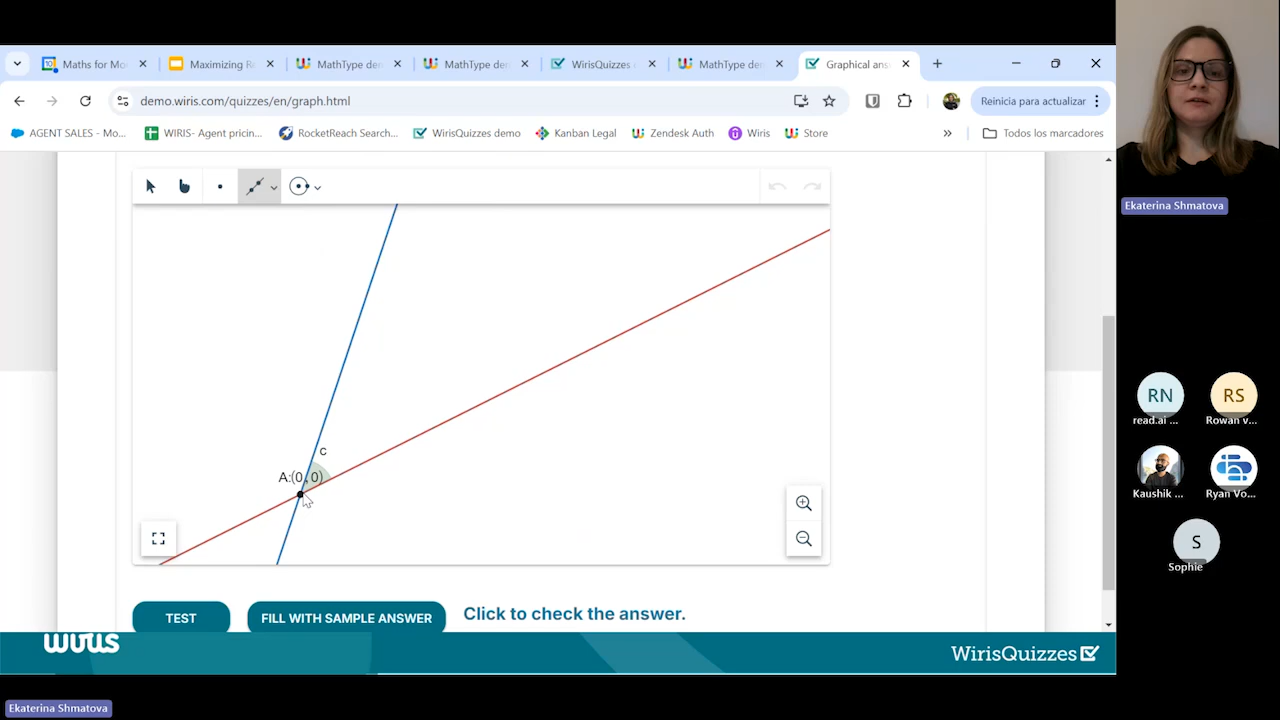 Maths for Mo
Maximizing R
MathType de
MathType de
WirisQuizzes
MathType de
Graphical ans
demo.wiris.com/quizzes/en/graph.html
Reinicia para actualizar
AGENT SALES - Mo...
WIRIS- Agent pricin...
RocketReach Search...
WirisQuizzes demo
Kanban Legal
Zendesk Auth
Wiris
Store
»
Todos los marcadores
c
A:(0, 0)
TEST
FILL WITH SAMPLE ANSWER
Click to check the answer.
wiris
WirisQuizzes
Ekaterina Shmatova
RN
read.ai ...
RS
Rowan v...
Kaushik ...
Ryan Vo...
S
Sophie
Ekaterina Shmatova